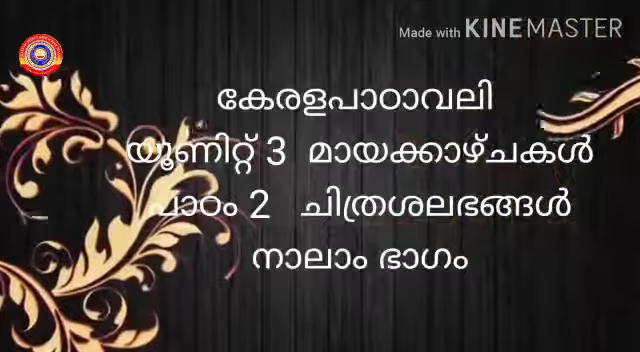 Made with KINEMASTER
കേരളപാഠാവലി
യൂണിറ്റ് 3 മായക്കാഴ്ചകൾ
പാഠം 2 ചിത്രശലഭങ്ങൾ
നാലാം ഭാഗം